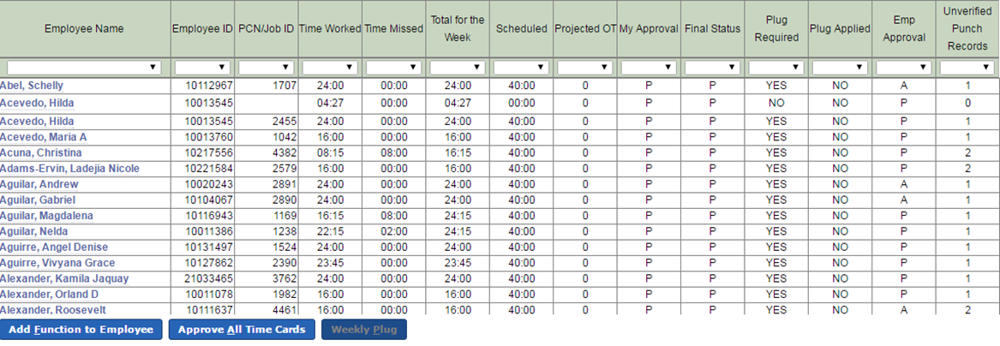 Employee Name Employee ID PCN/Job ID Time Worked Time Missed Total for the Week Scheduled Projected OT My Approval Final Status Plug Required Plug Applied Emp Approval Unverified Punch Records
Abel, Schelly 10112967 1707 24:00 00:00 24:00 40:00 0 P P YES NO A 1
Acevedo, Hilda 10013545 04:27 00:00 04:27 00:00 0 P P NO NO P 0
Acevedo, Hilda 10013545 2455 24:00 00:00 24:00 40:00 0 P P YES NO P 1
Acevedo, Maria A 10013760 1042 16:00 00:00 16:00 40:00 0 P P YES NO P 1
Acuna, Christina 10217556 4382 08:15 08:00 16:15 40:00 0 P P YES NO P 2
Adams-Ervin, Ladejia Nicole 10221584 2579 16:00 00:00 16:00 40:00 0 P P YES NO P 2
Aguilar, Andrew 10020243 2891 24:00 00:00 24:00 40:00 0 P P YES NO A 1
Aguilar, Gabriel 10104067 2890 24:00 00:00 24:00 40:00 0 P P YES NO A 1
Aguilar, Magdalena 10116943 1169 16:15 08:00 24:15 40:00 0 P P YES NO P 1
Aguilar, Nelda 10011386 1238 22:15 02:00 24:15 40:00 0 P P YES NO P 1
Aguirre, Angel Denise 10131497 1524 24:00 00:00 24:00 40:00 0 P P YES NO P 1
Aguirre, Vivyana Grace 10127862 2390 23:45 00:00 23:45 40:00 0 P P YES NO P 1
Alexander, Kamila Jaquay 21033465 3762 24:00 00:00 24:00 40:00 0 P P YES NO P 1
Alexander, Orland D 10011078 1982 16:00 00:00 16:00 40:00 0 P P YES NO P 1
Alexander, Roosevelt 10111637 4461 16:00 00:00 16:00 40:00 0 P P YES NO A 2
Add Function to Employee Approve All Time Cards Weekly Plug